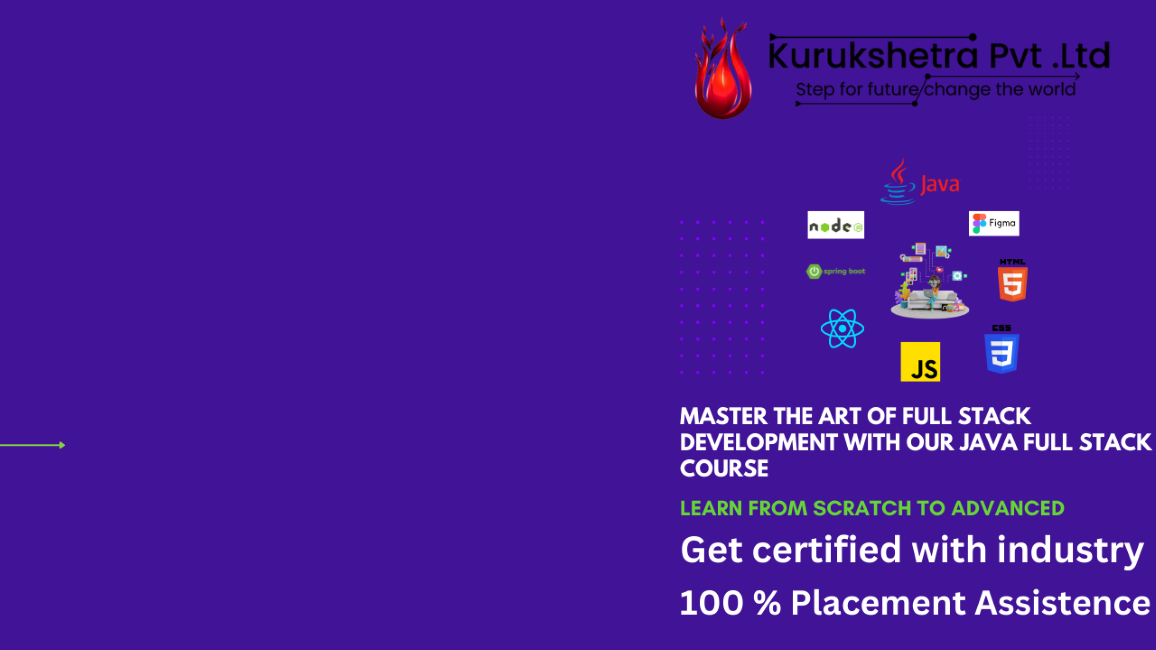 Kurukshetra Pvt .Ltd
Step for future change the world
Java
node
JS
Figma
spring boot
HTML
5
CSS
3
JS
MASTER THE ART OF FULL STACK
DEVELOPMENT WITH OUR JAVA FULL STACK
COURSE
LEARN FROM SCRATCH TO ADVANCED
Get certified with industry
100 % Placement Assistence